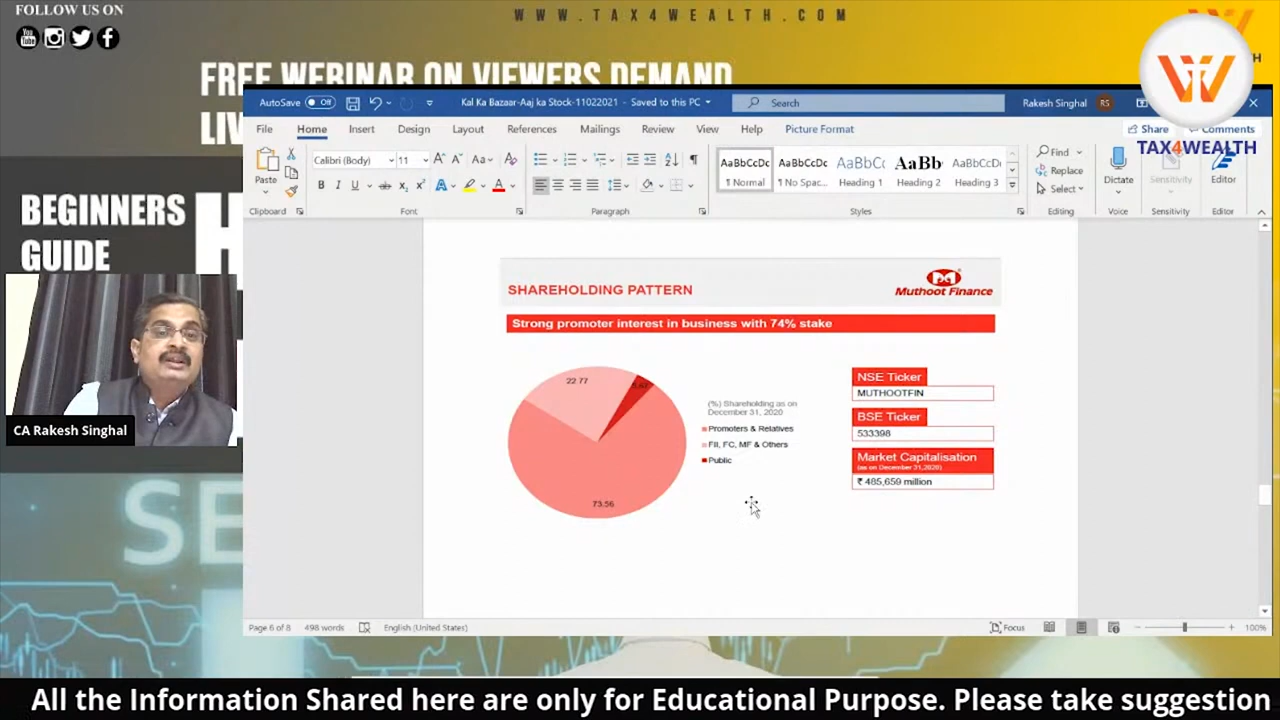 FOLLOW US ON
WWW.TAX4WEALTH.COM
FREE WEBINAR ON VIEWERS DEMAND
BEGINNERS
GUIDE
TAX4WEALTH
AutoSave Off
Kal Ka Bazaar-Aaj ka Stock-11022021 - Saved to this PC
Search
Rakesh Singhal RS
File Home Insert Design Layout References Mailings Review View Help Picture Format
Share Comments
Paste
Calibri (Body) 11
AaBbCcDc AaBbCcDc AaBbCc AaBb AaBbCcDc
¶ Normal ¶ No Spac... Heading 1 Heading 2 Heading 3
Find
Replace
Select
Dictate Sensitivity Editor
Clipboard Font Paragraph Styles Editing Voice Sensitivity Editor
SHAREHOLDING PATTERN
Muthoot Finance
Strong promoter interest in business with 74% stake
22.77
73.56
(%) Shareholding as on
December 31, 2020
Promoters & Relatives
FII, FC, MF & Others
Public
NSE Ticker
MUTHOOTFIN
BSE Ticker
533398
Market Capitalisation
(as on December 31,2020)
₹ 485,659 million
CA Rakesh Singhal
Page 6 of 8 498 words English (United States) Focus 100%
All the Information Shared here are only for Educational Purpose. Please take suggestion